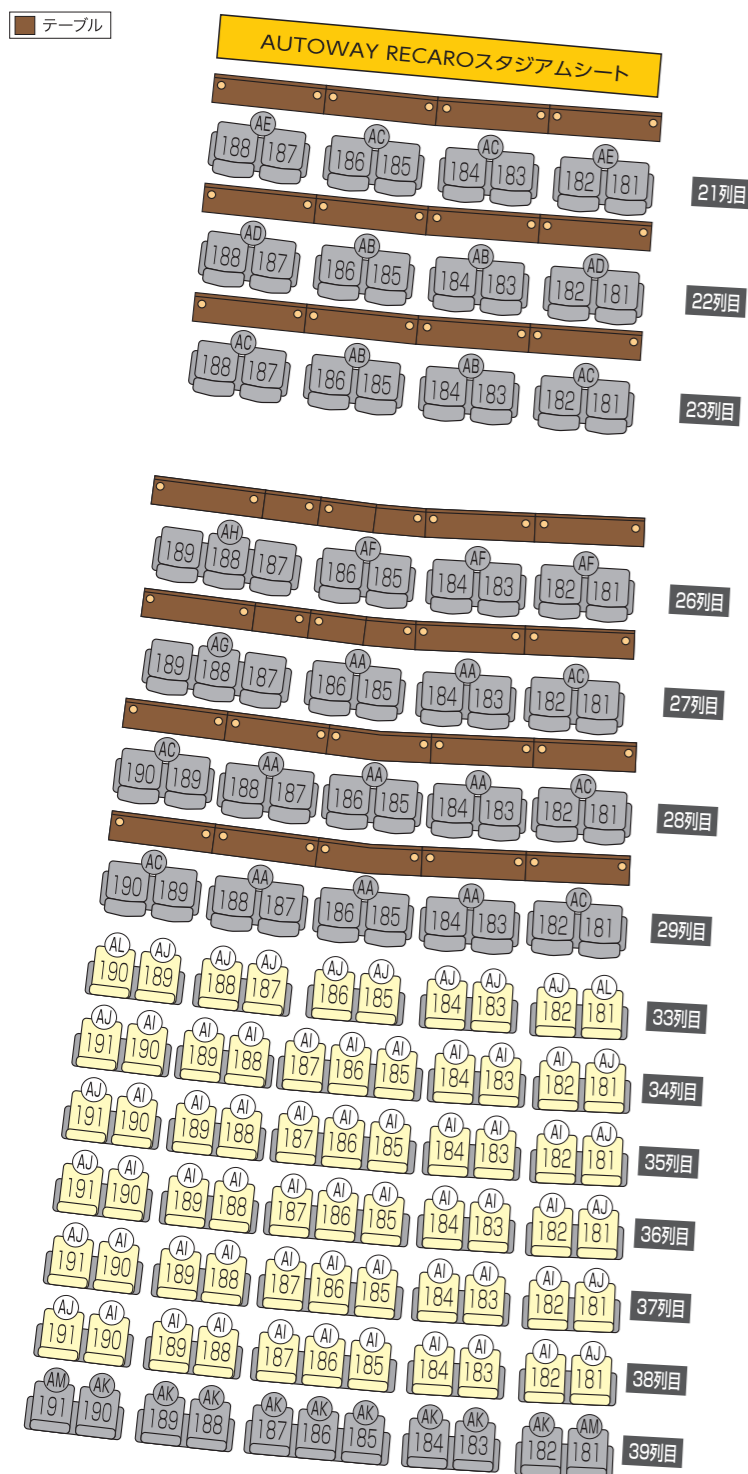 テーブル
AUTOWAY RECAROスタジアムシート
AE AC AC AE
188 187 186 185 184 183 182 181 21列目
AD AB AB AD
188 187 186 185 184 183 182 181 22列目
AC AB AB AC
188 187 186 185 184 183 182 181 23列目
AH AF AF AF
189 188 187 186 185 184 183 182 181 26列目
AG AA AA AC
189 188 187 186 185 184 183 182 181 27列目
AC AA AA AA AC
190 189 188 187 186 185 184 183 182 181 28列目
AC AA AA AA AC
190 189 188 187 186 185 184 183 182 181 29列目
AL AJ AJ AJ AJ AJ AJ AJ AJ AL
190 189 188 187 186 185 184 183 182 181 33列目
AJ AI AI AI AI AI AI AI AI AI AJ
191 190 189 188 187 186 185 184 183 182 181 34列目
AJ AI AI AI AI AI AI AI AI AI AJ
191 190 189 188 187 186 185 184 183 182 181 35列目
AJ AI AI AI AI AI AI AI AI AI AJ
191 190 189 188 187 186 185 184 183 182 181 36列目
AJ AI AI AI AI AI AI AI AI AI AJ
191 190 189 188 187 186 185 184 183 182 181 37列目
AJ AI AI AI AI AI AI AI AI AI AJ
191 190 189 188 187 186 185 184 183 182 181 38列目
AM AK AK AK AK AK AK AK AK AK AM
191 190 189 188 187 186 185 184 183 182 181 39列目